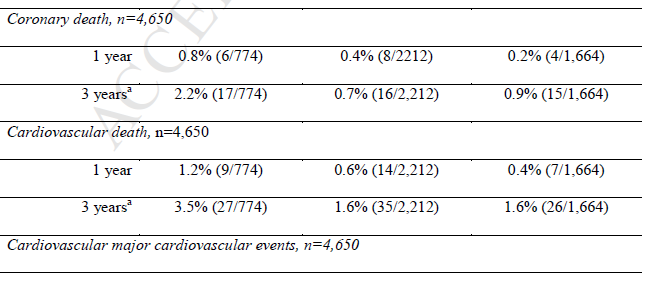 Coronary death, n=4,650
1 year 0.8% (6/774) 0.4% (8/2212) 0.2% (4/1,664)
3 yearsᵃ 2.2% (17/774) 0.7% (16/2,212) 0.9% (15/1,664)
Cardiovascular death, n=4,650
1 year 1.2% (9/774) 0.6% (14/2,212) 0.4% (7/1,664)
3 yearsᵃ 3.5% (27/774) 1.6% (35/2,212) 1.6% (26/1,664)
Cardiovascular major cardiovascular events, n=4,650
ACCE